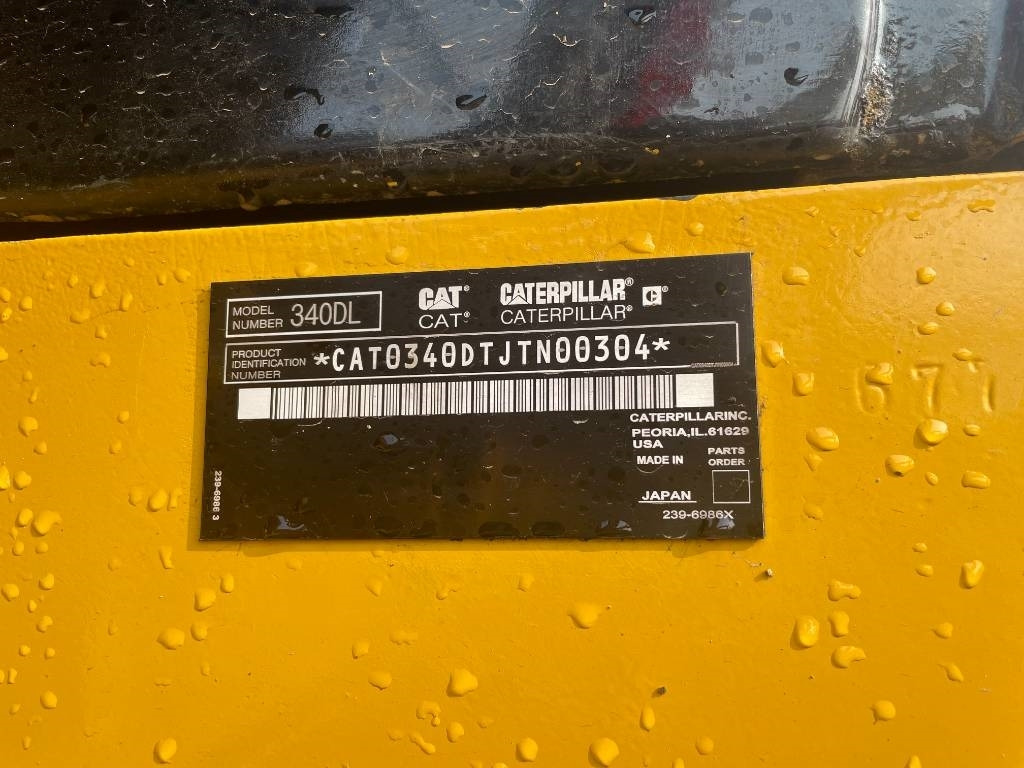 MODEL
NUMBER 340DL
CAT®
CAT®
CATERPILLAR® C®
CATERPILLAR®
PRODUCT
IDENTIFICATION
NUMBER
*CAT0340DTJTN00304*
CATERPILLAR INC.
PEORIA,IL.61629
USA
MADE IN
JAPAN
PARTS
ORDER
239-6986X
239-6986 3
677